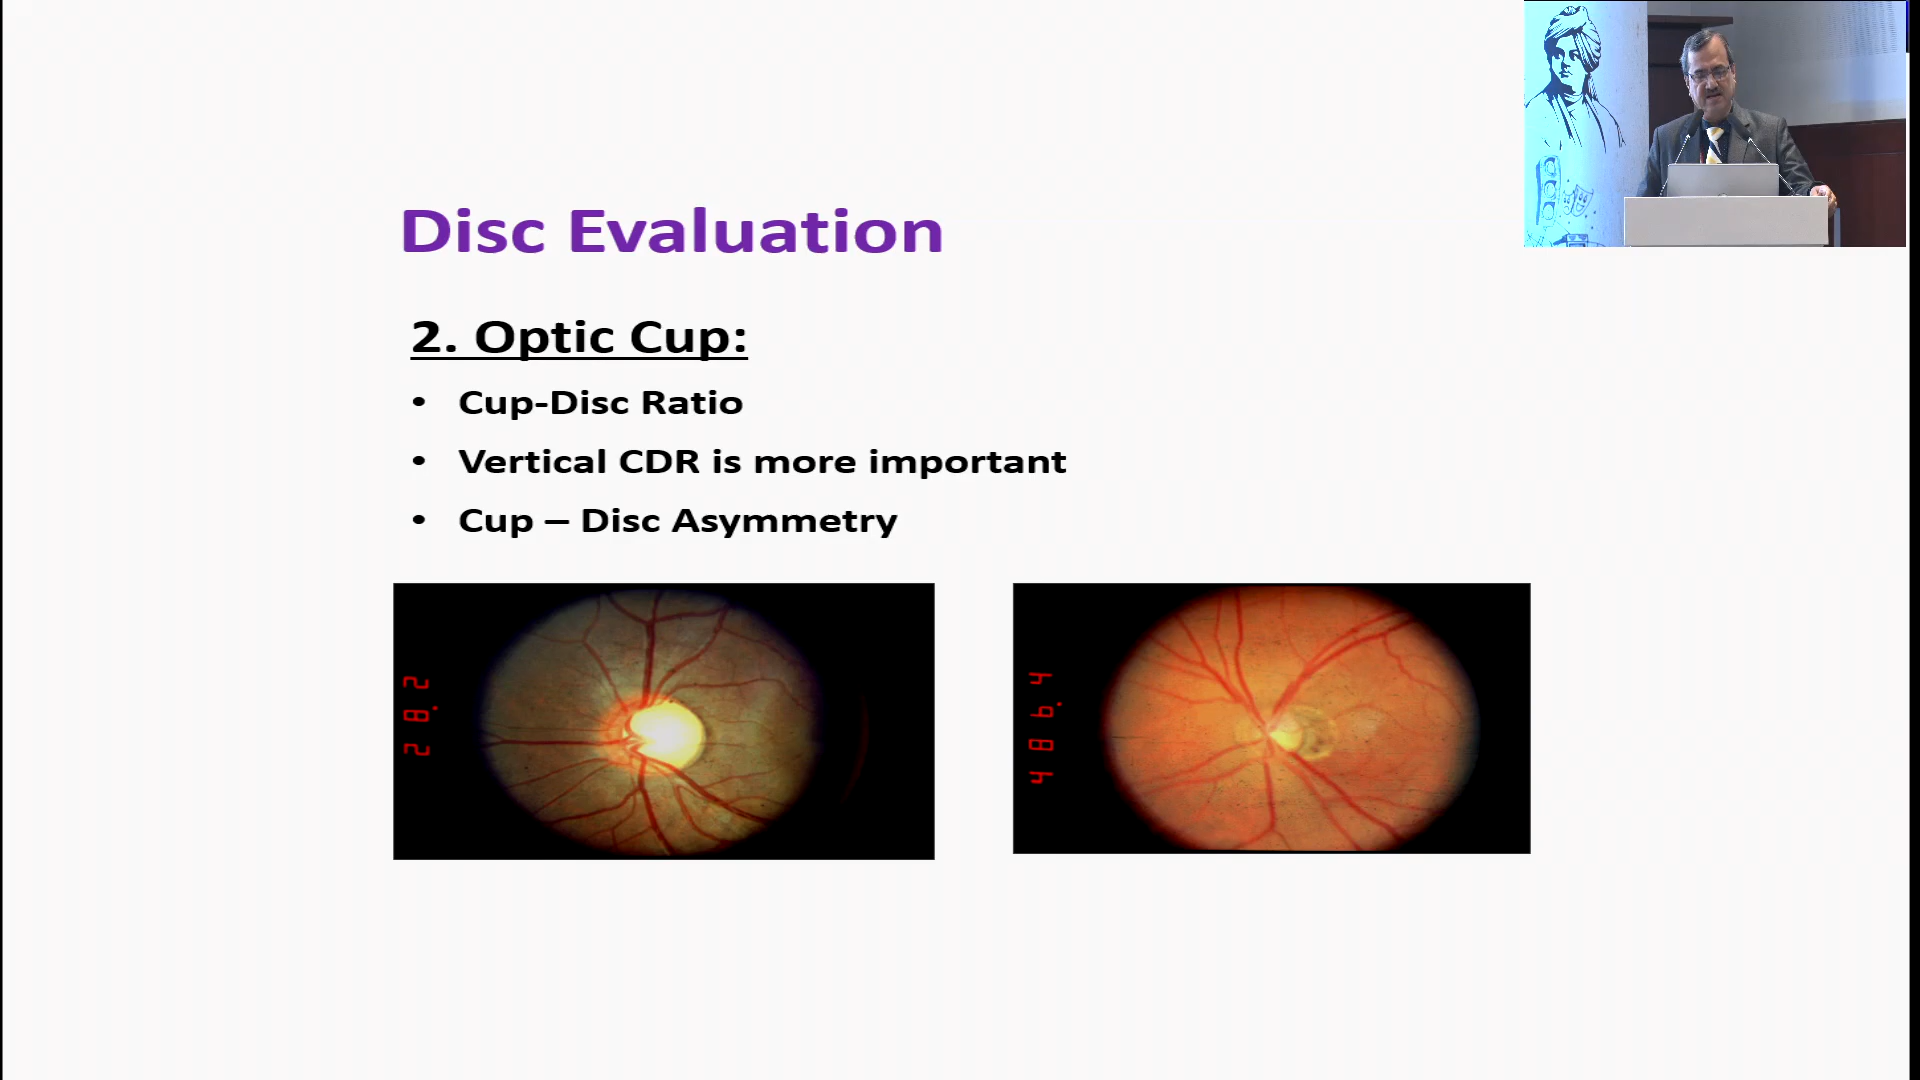 Disc Evaluation
2. Optic Cup:
• Cup-Disc Ratio
• Vertical CDR is more important
• Cup – Disc Asymmetry